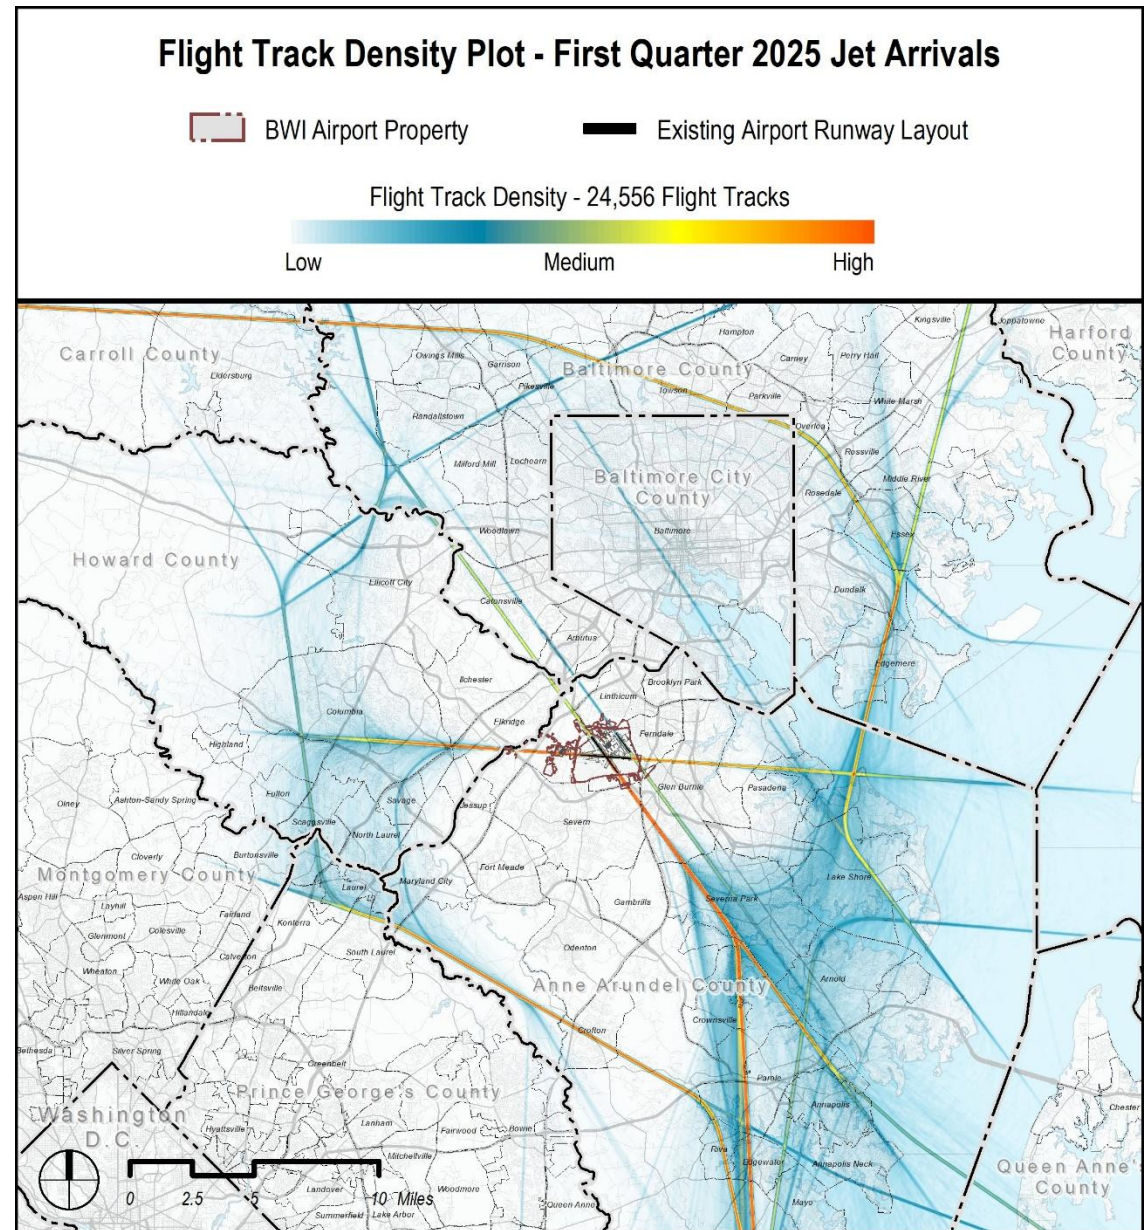 Flight Track Density Plot - First Quarter 2025 Jet Arrivals
BWI Airport Property
Existing Airport Runway Layout
Flight Track Density - 24,556 Flight Tracks
Low
Medium
High
Kingsville
Joppatowne
Hampton
Harford
County
Carroll County
Owings Mills
Garrison
Carney
Perry Hall
Eldersburg
Baltimore County
Pikesville
Towson
Parkville
White Marsh
Randallstown
Overlea
Rossville
Milford Mill
Lochearn
Baltimore City
County
Middle River
Rosedale
Woodlawn
Baltimore
Essex
Howard County
Ellicott City
Dundalk
Catonsville
Arbutus
Edgemere
Ilchester
Brooklyn Park
Linthicum
Columbia
Elkridge
Highland
Ferndale
Glen Burnie
Pasadena
Fulton
Savage
Jessup
Olney
Ashton-Sandy Spring
Scaggsville
North Laurel
Severn
Cloverly
Burtonsville
Fort Meade
Lake Shore
Montgomery County
Laurel
Maryland City
Aspen Hill
Layhill
Fairland
Konterra
Gambrills
Severna Park
Glenmont
Colesville
Calverton
South Laurel
Odenton
Wheaton
White Oak
Beltsville
Arnold
Anne Arundel County
Hillandale
Crownsville
Bethesda
Silver Spring
Crofton
Greenbelt
Parole
Prince George's County
Annapolis
Washington
D.C.
Chester
Hyattsville
Lanham
Fairwood
Bowie
Mitchellville
Riva
Edgewater
Annapolis Neck
Queen Anne's
County
0
2.5
5
10 Miles
Landover
Woodmore
Mayo
Summerfield
Lake Arbor
Queen Anne